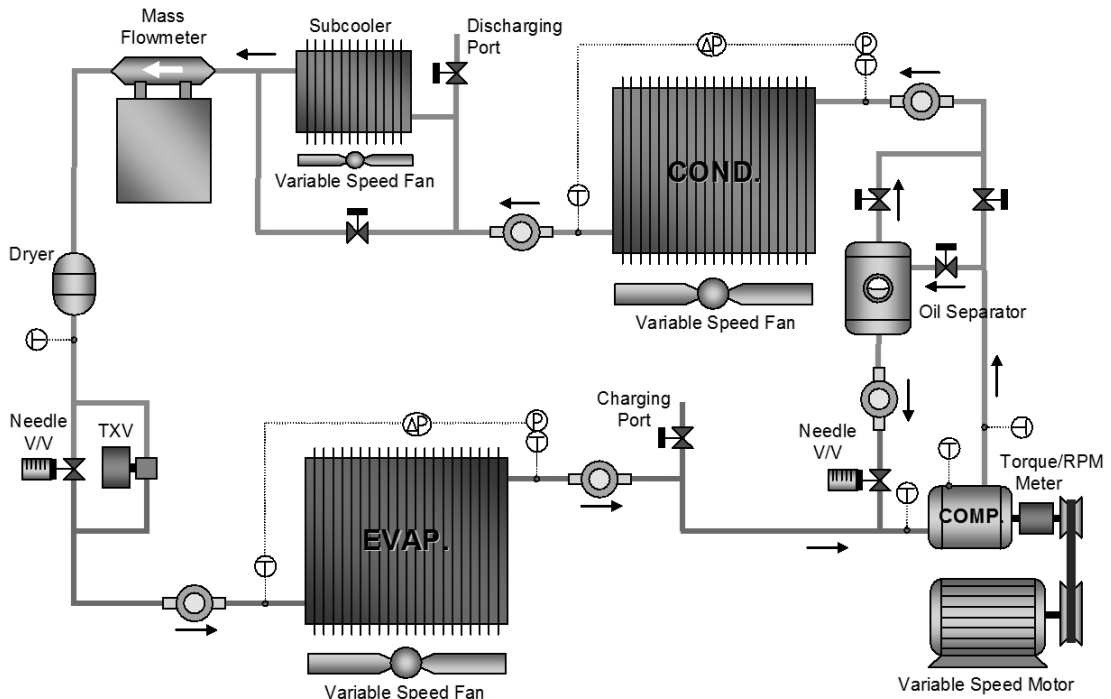 Mass
Flowmeter
Subcooler
Discharging
Port
ΔP
P
T
COND.
Variable Speed Fan
T
Variable Speed Fan
Dryer
Oil Separator
T
Needle
V/V
TXV
ΔP
P
T
Charging
Port
Needle
V/V
T
T
Torque/RPM
Meter
T
COMP.
EVAP.
T
Variable Speed Fan
Variable Speed Motor